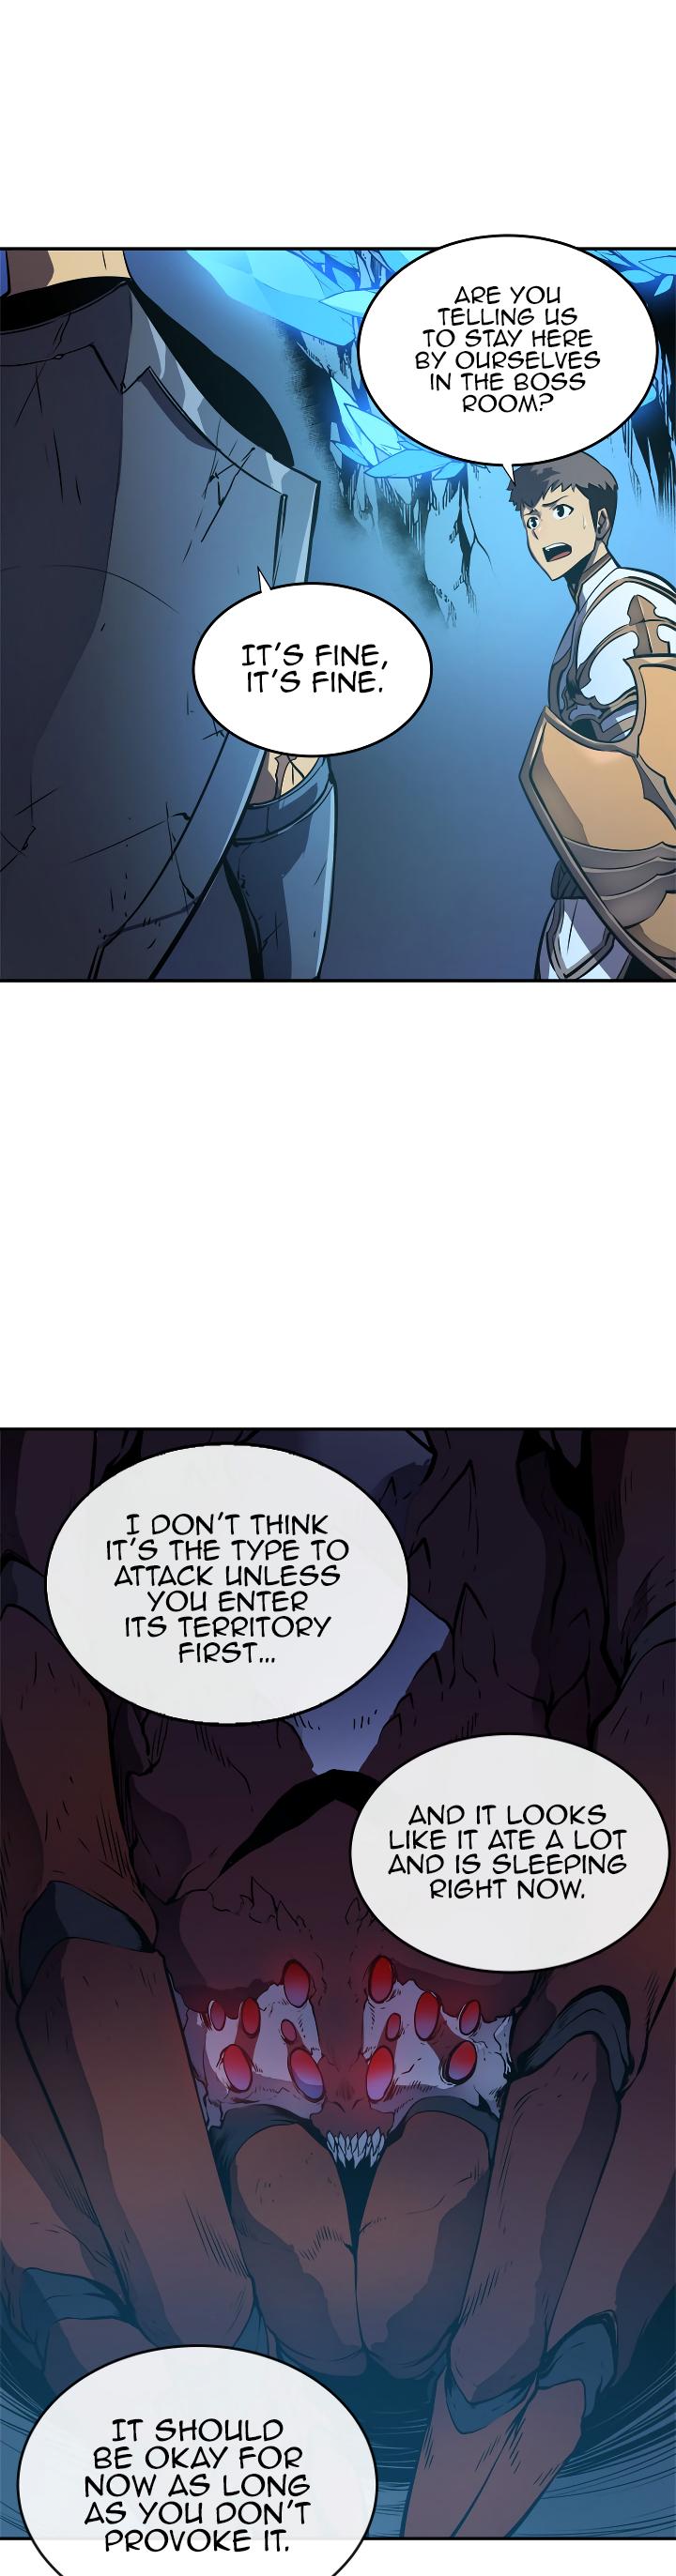 ARE YOU
TELLING US
TO STAY HERE
BY OURSELVES
IN THE BOSS
ROOM?
IT'S FINE,
IT'S FINE.
I DON'T THINK
IT'S THE TYPE TO
ATTACK UNLESS
YOU ENTER
ITS TERRITORY
FIRST...
AND IT LOOKS
LIKE IT ATE A LOT
AND IS SLEEPING
RIGHT NOW.
IT SHOULD
BE OKAY FOR
NOW AS LONG
AS YOU DON'T
PROVOKE IT.